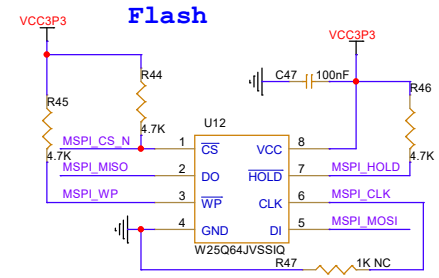 Flash
VCC3P3
VCC3P3
C47 100nF
R44
R45
R46
4.7K
4.7K
4.7K
U12
MSPI_CS_N 1 CS VCC 8
MSPI_MISO 2 DO HOLD 7 MSPI_HOLD
MSPI_WP 3 WP CLK 6 MSPI_CLK
4 GND DI 5 MSPI_MOSI
W25Q64JVSSIQ
R47 1K NC